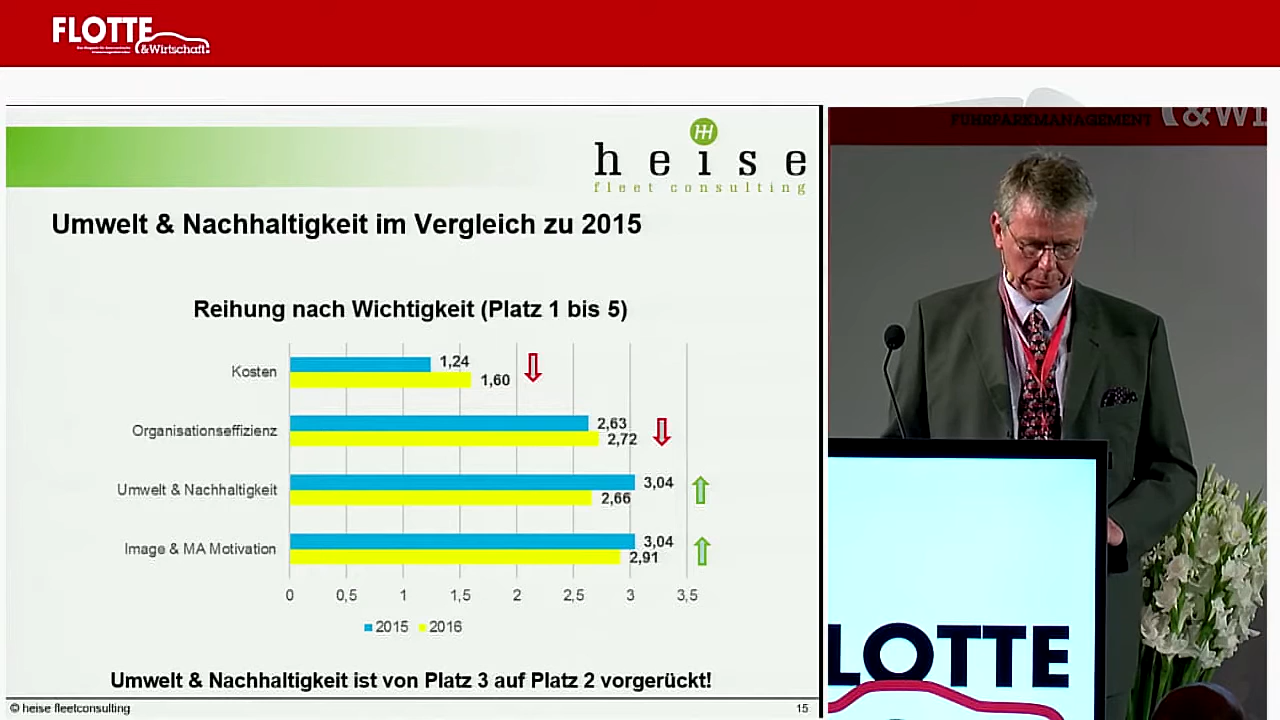 FLOTTE
&Wirtschaft
FUHRPARKMANAGEMENT
&WI
heise
fleet consulting
Umwelt & Nachhaltigkeit im Vergleich zu 2015
Reihung nach Wichtigkeit (Platz 1 bis 5)
Kosten
1,24
1,60
Organisationseffizienz
2,63
2,72
Umwelt & Nachhaltigkeit
3,04
2,66
Image & MA Motivation
3,04
2,91
0 0,5 1 1,5 2 2,5 3 3,5
2015 2016
Umwelt & Nachhaltigkeit ist von Platz 3 auf Platz 2 vorgerückt!
© heise fleetconsulting
15
LOTTE